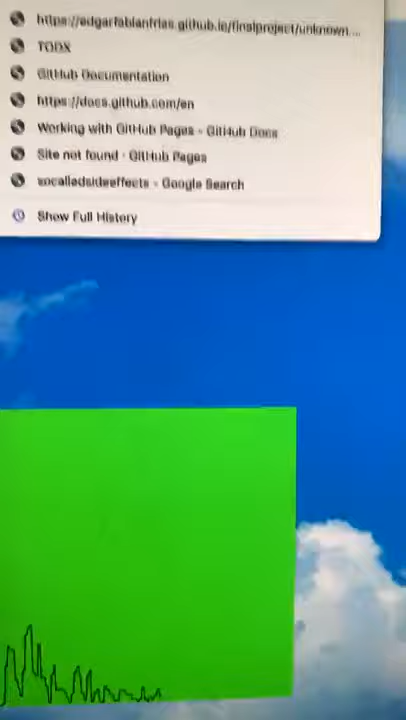 https://edgarfabianfrias.github.io/finalproject/unknown...
TODX
GitHub Documentation
https://docs.github.com/en
Working with GitHub Pages - GitHub Docs
Site not found · GitHub Pages
socalledsideeffects - Google Search
Show Full History